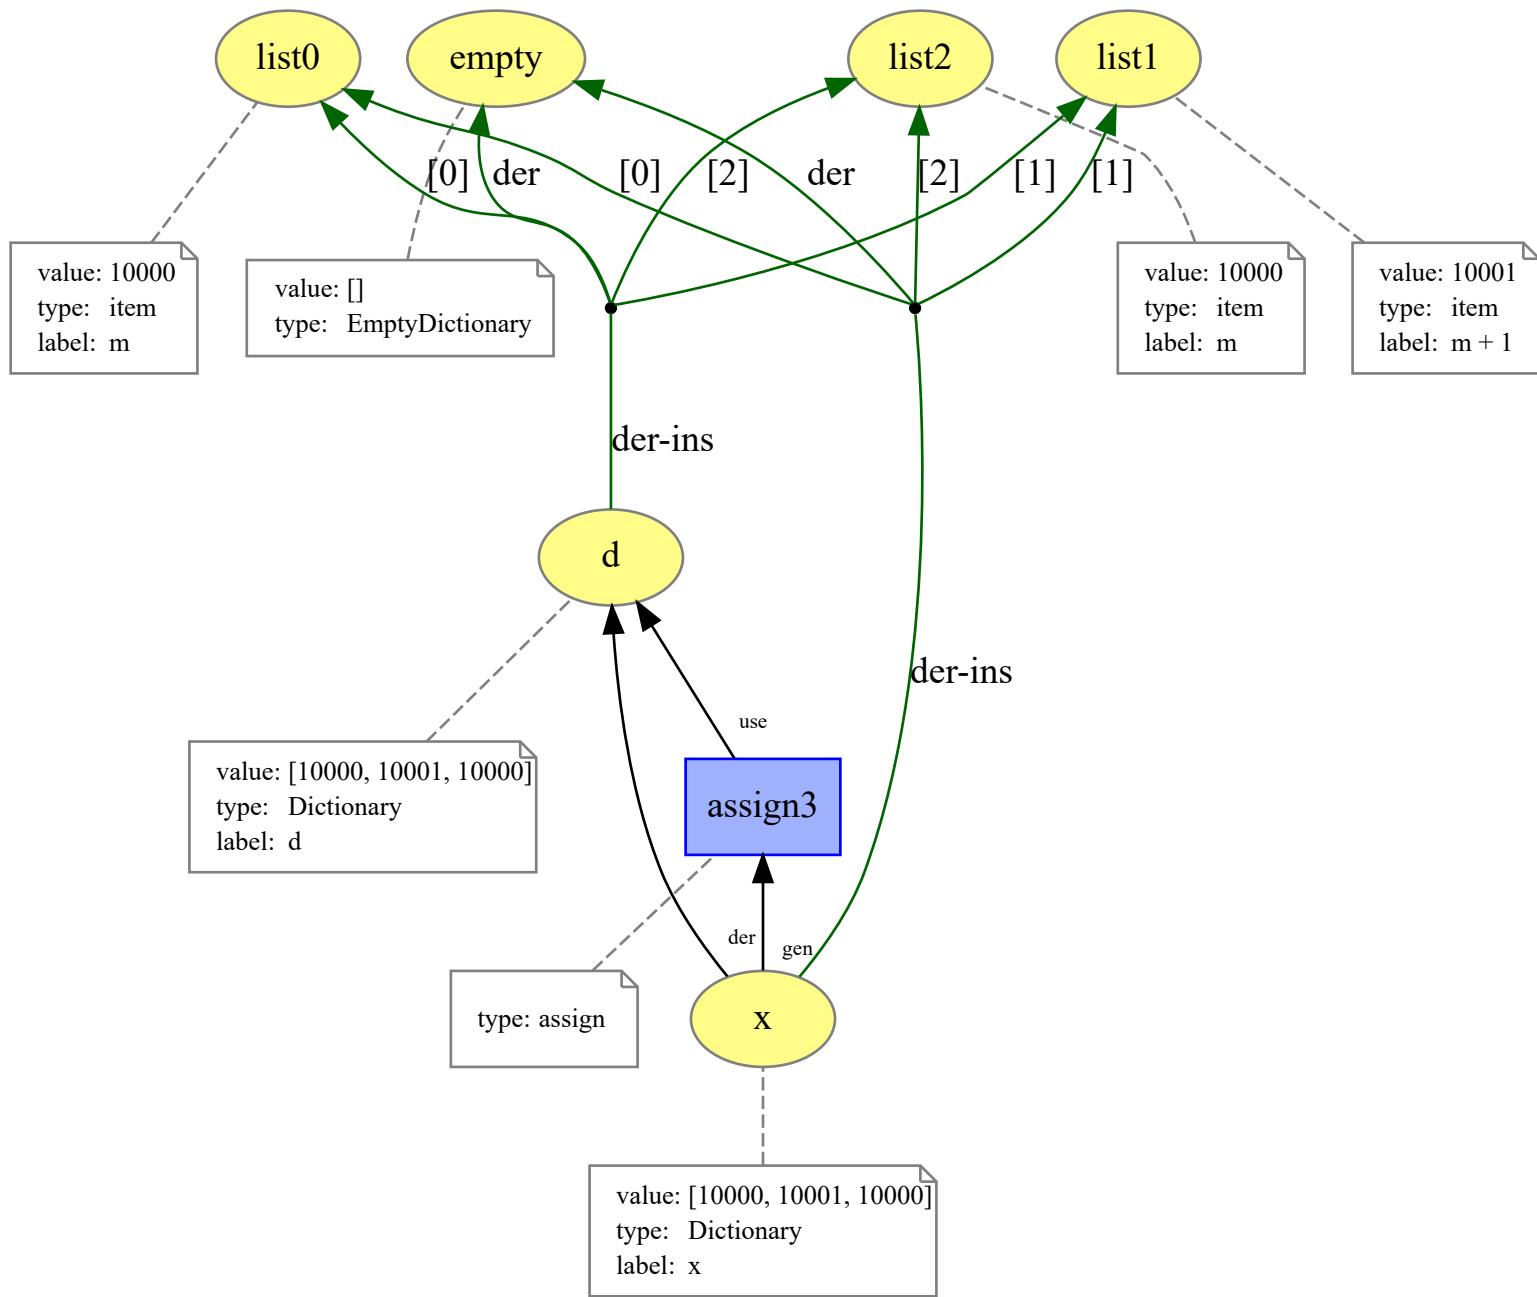 list0
empty
list2
list1
[0]
der
[0]
[2]
der
[2]
[1]
[1]
value: 10000
type: item
label: m
value: []
type: EmptyDictionary
value: 10000
type: item
label: m
value: 10001
type: item
label: m + 1
der-ins
d
der-ins
use
value: [10000, 10001, 10000]
type: Dictionary
label: d
assign3
der
gen
type: assign
x
value: [10000, 10001, 10000]
type: Dictionary
label: x